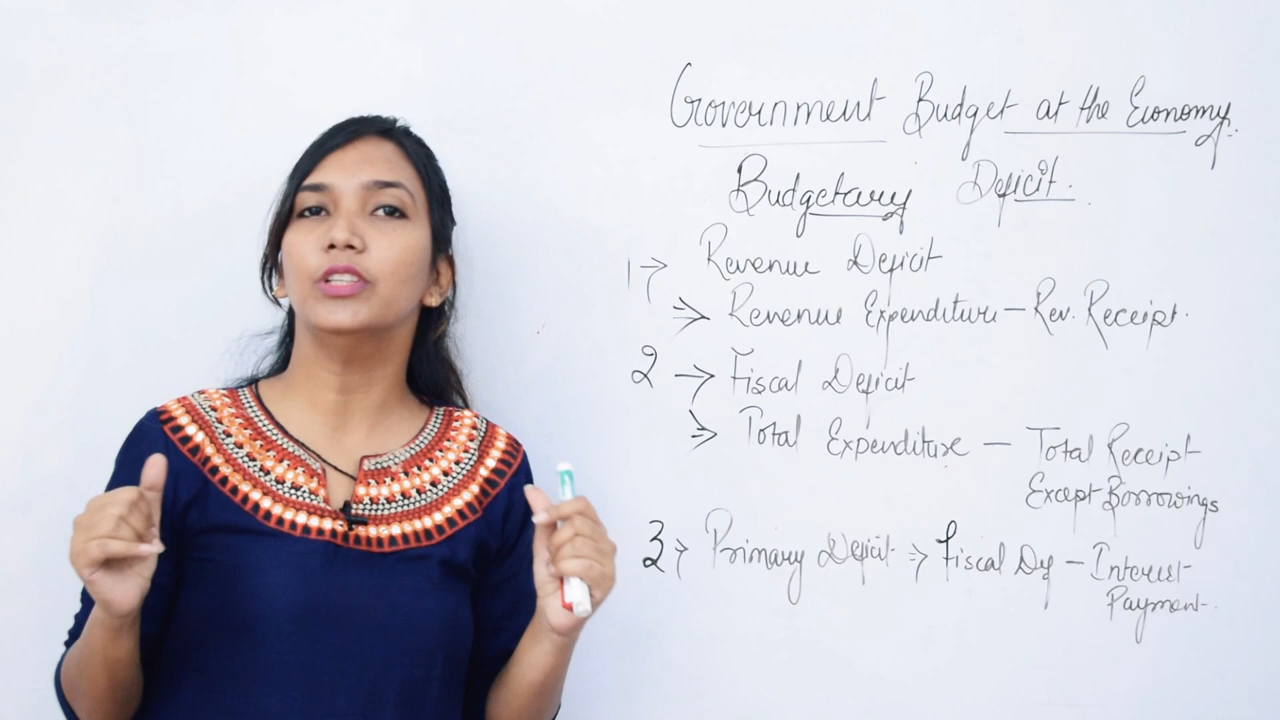 Government Budget at the Economy.
Budgetary Deficit.
1 → Revenue Deficit
⇒ Revenue Expenditure – Rev. Receipt.
2 → Fiscal Deficit
⇒ Total Expenditure – Total Receipt
Except Borrowings
3 → Primary Deficit ⇒ Fiscal Def – Interest
Payment.